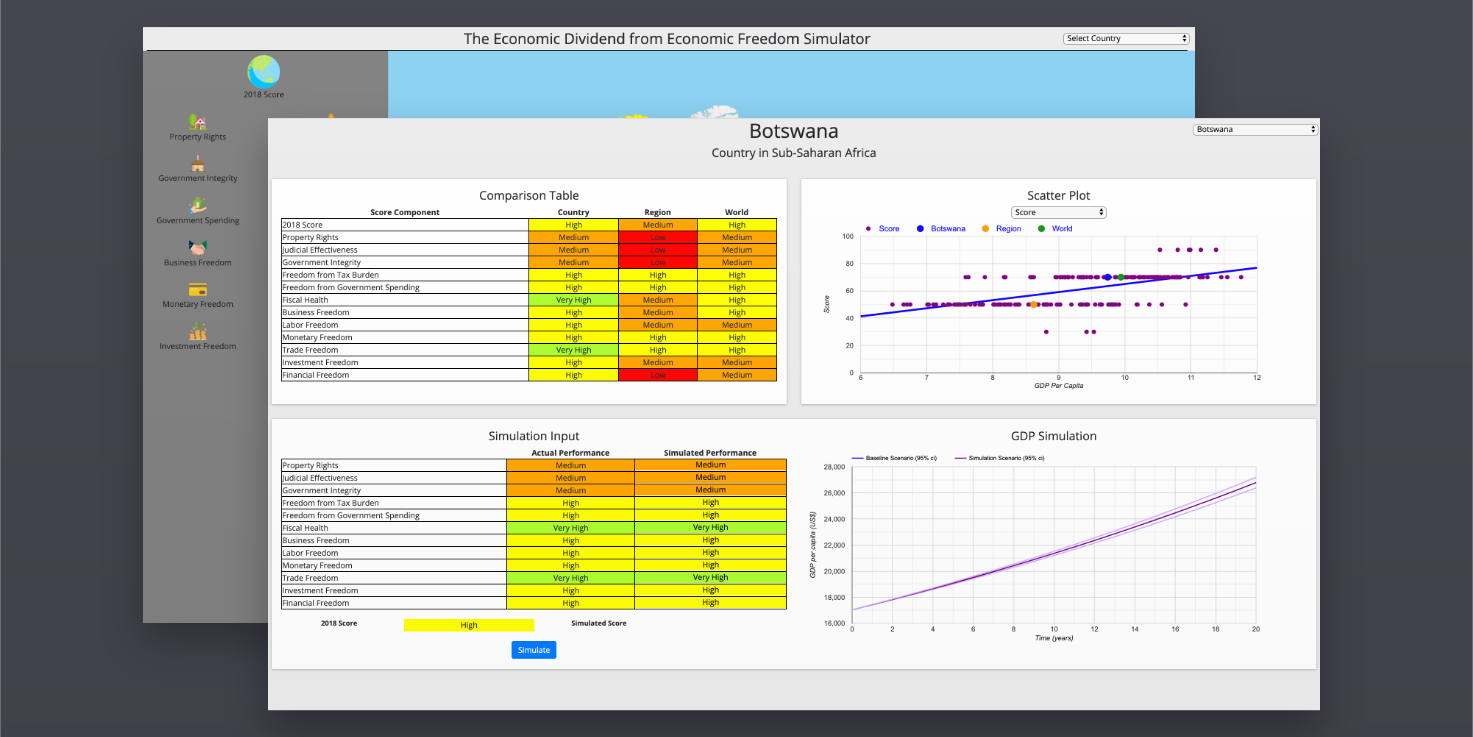 The Economic Dividend from Economic Freedom Simulator
Select Country
2018 Score
Property Rights
Government Integrity
Government Spending
Business Freedom
Monetary Freedom
Investment Freedom
Botswana
Botswana
Country in Sub-Saharan Africa
Comparison Table
Score Component Country Region World
2018 Score High Medium High
Property Rights Medium Low Medium
Judicial Effectiveness Medium Low Medium
Government Integrity Medium Low Medium
Freedom from Tax Burden High High High
Freedom from Government Spending High High High
Fiscal Health Very High Medium High
Business Freedom High Medium High
Labor Freedom High Medium Medium
Monetary Freedom High High High
Trade Freedom Very High High High
Investment Freedom High Medium Medium
Financial Freedom High Low Medium
Scatter Plot
Score
Score Botswana Region World
100
80
60
40
20
0
Score
6 7 8 9 10 11 12
GDP Per Capita
Simulation Input
Actual Performance Simulated Performance
Property Rights Medium Medium
Judicial Effectiveness Medium Medium
Government Integrity Medium Medium
Freedom from Tax Burden High High
Freedom from Government Spending High High
Fiscal Health Very High Very High
Business Freedom High High
Labor Freedom High High
Monetary Freedom High High
Trade Freedom Very High Very High
Investment Freedom High High
Financial Freedom High High
2018 Score High Simulated Score
Simulate
GDP Simulation
Baseline Scenario (95% ci) Simulation Scenario (95% ci)
28,000
26,000
24,000
22,000
20,000
18,000
16,000
GDP per capita (US$)
0 2 4 6 8 10 12 14 16 18 20
Time (years)